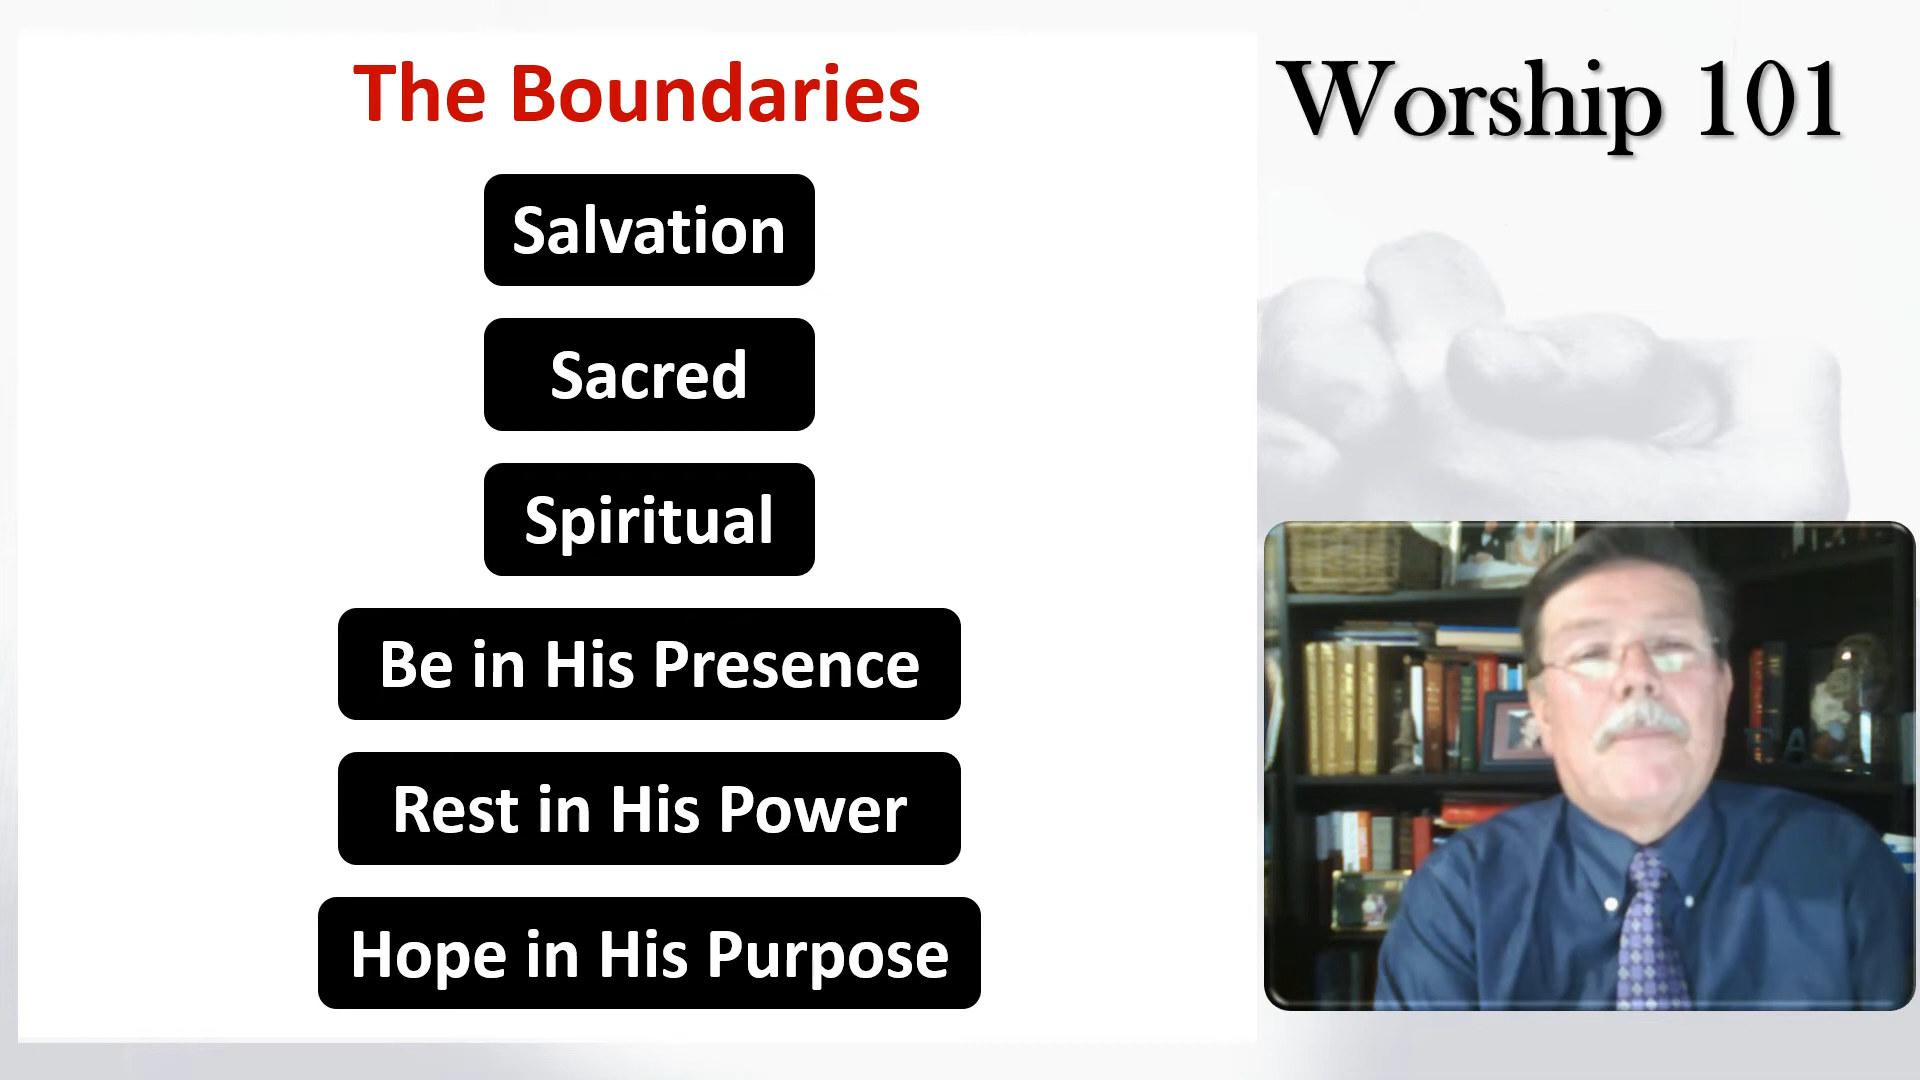 The Boundaries
Worship 101
Salvation
Sacred
Spiritual
Be in His Presence
Rest in His Power
Hope in His Purpose